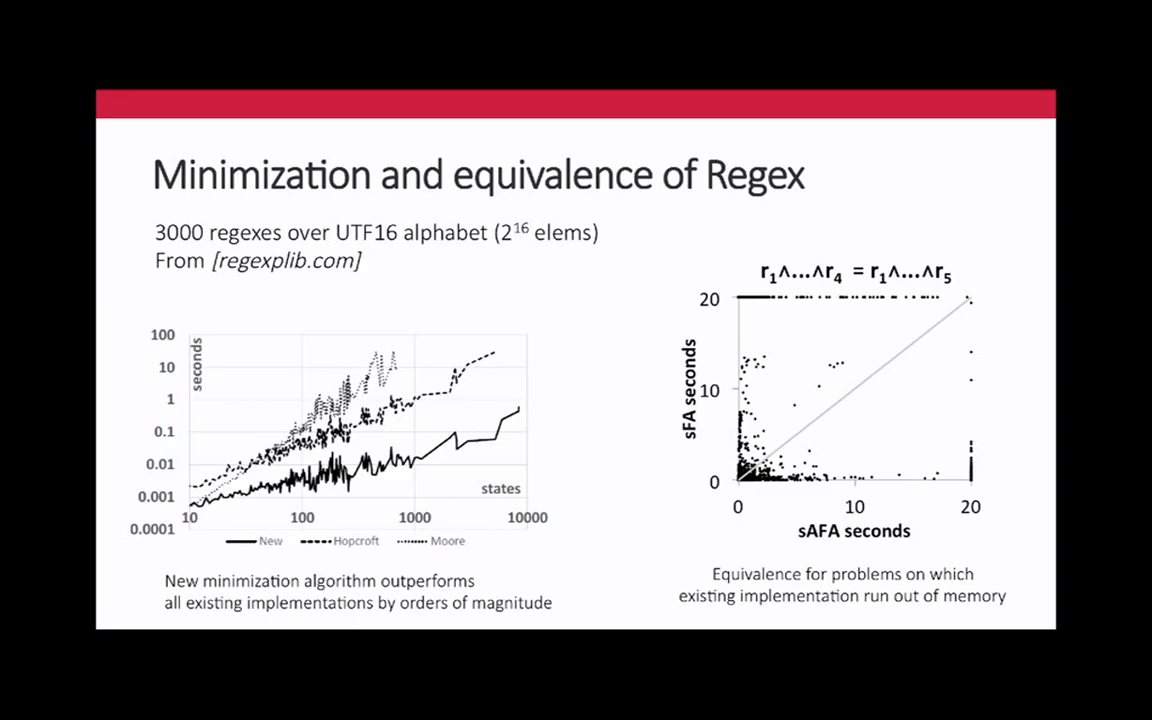 Minimization and equivalence of Regex
3000 regexes over UTF16 alphabet (2¹⁶ elems)
From [regexplib.com]
100
10
1
0.1
0.01
0.001
0.0001
seconds
states
10 100 1000 10000
New Hopcroft Moore
New minimization algorithm outperforms
all existing implementations by orders of magnitude
r₁∧...∧r₄ = r₁∧...∧r₅
20
10
0
sFA seconds
0 10 20
sAFA seconds
Equivalence for problems on which
existing implementation run out of memory